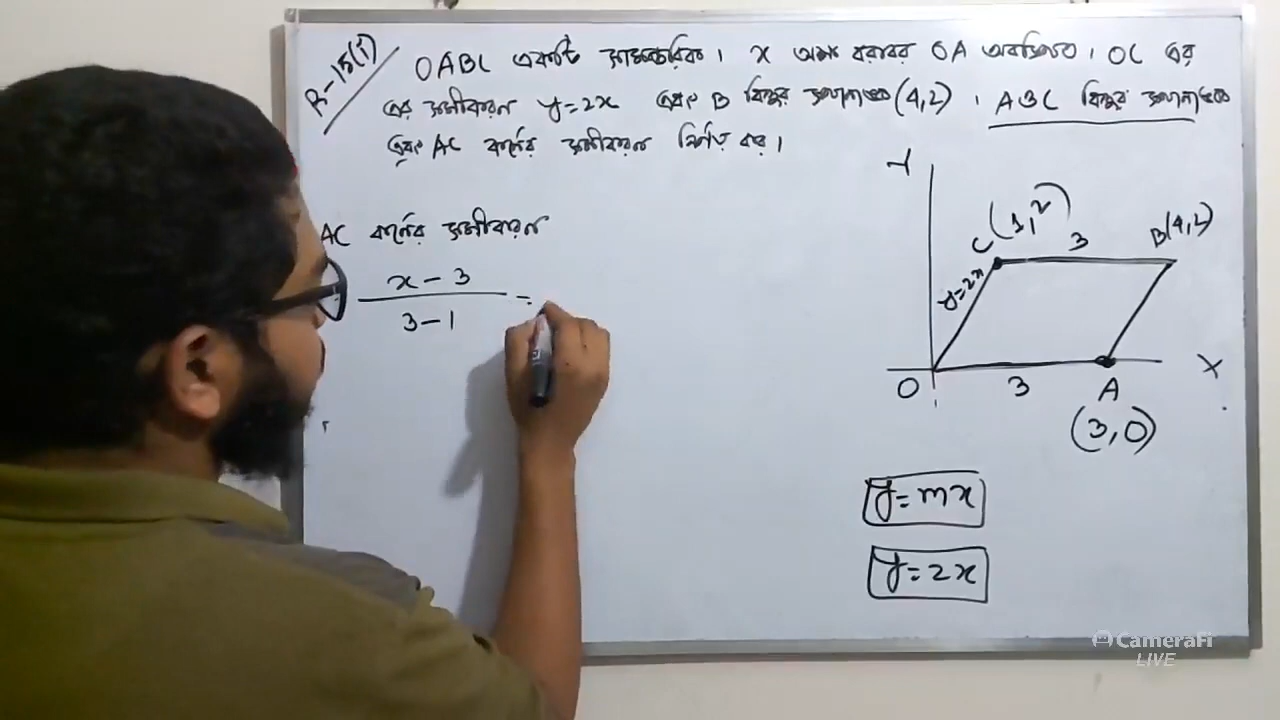 R-15(i)
OABC একটি সামান্তরিক। x অক্ষ বরাবর OA অবস্থিত। OC এর
এর সমীকরণ y=2x এবং B বিন্দুর স্থানাঙ্ক (4,2) । ABC বিন্দুর স্থানাঙ্ক
এবং AC কর্ণের সমীকরণ নির্ণয় কর।
AC কর্ণের সমীকরণ
x - 3
3-1
=
Y
C (1,2)
3
B(4,2)
y=2x
O
3
A
X
(3,0)
y=mx
y=2x
CameraFi
LIVE